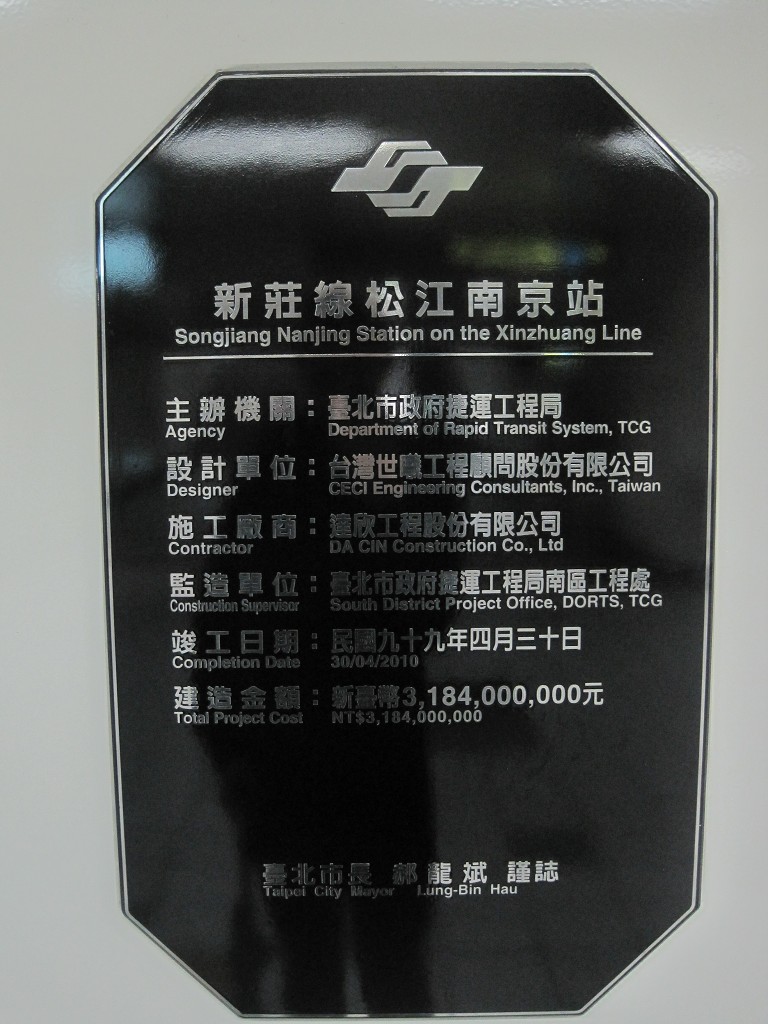 新莊線松江南京站
Songjiang Nanjing Station on the Xinzhuang Line
主辦機關：臺北市政府捷運工程局
Agency Department of Rapid Transit System, TCG
設計單位：台灣世曦工程顧問股份有限公司
Designer CECI Engineering Consultants, Inc., Taiwan
施工廠商：達欣工程股份有限公司
Contractor DA CIN Construction Co., Ltd
監造單位：臺北市政府捷運工程局南區工程處
Construction Supervisor South District Project Office, DORTS, TCG
竣工日期：民國九十九年四月三十日
Completion Date 30/04/2010
建造金額：新臺幣3,184,000,000元
Total Project Cost NT$3,184,000,000
臺北市長 郝龍斌 謹誌
Taipei City Mayor Lung-Bin Hau